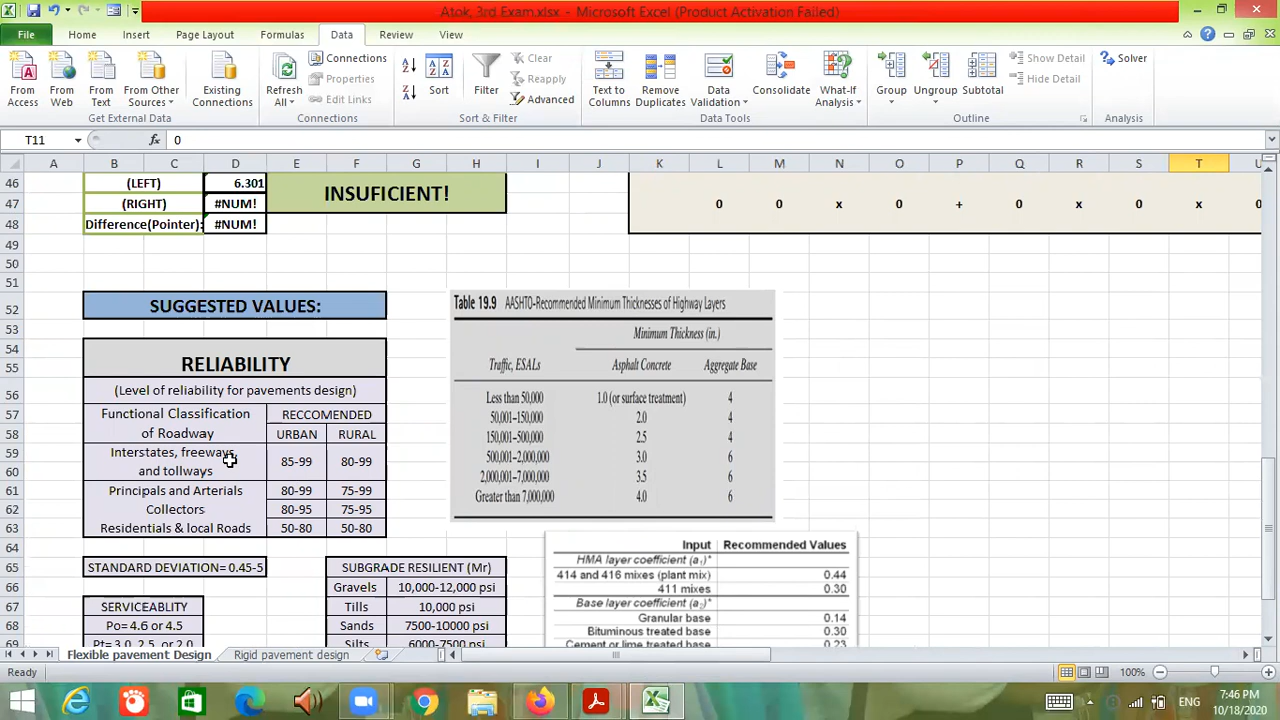 Atok, 3rd Exam.xlsx - Microsoft Excel (Product Activation Failed)
File Home Insert Page Layout Formulas Data Review View
From Access
From Web
From Text
From Other Sources
Existing Connections
Get External Data
Refresh All
Connections
Properties
Edit Links
Connections
Sort
Filter
Clear
Reapply
Advanced
Sort & Filter
Text to Columns
Remove Duplicates
Data Validation
Consolidate
What-If Analysis
Data Tools
Group
Ungroup
Subtotal
Show Detail
Hide Detail
Outline
Solver
Analysis
T11 fx 0
A B C D E F G H I J K L M N O P Q R S T U
46 (LEFT) 6.301
INSUFICIENT!
47 (RIGHT) #NUM! 0 0 x 0 + 0 x 0 x 0
48 Difference(Pointer): #NUM!
49
50
51
52 SUGGESTED VALUES:
53
54
55 RELIABILITY
56 (Level of reliability for pavements design)
57 Functional Classification RECCOMENDED
58 of Roadway URBAN RURAL
59 Interstates, freeways 85-99 80-99
60 and tollways
61 Principals and Arterials 80-99 75-99
62 Collectors 80-95 75-95
63 Residentials & local Roads 50-80 50-80
64
65 STANDARD DEVIATION= 0.45-5 SUBGRADE RESILIENT (Mr)
66 Gravels 10,000-12,000 psi
67 SERVICEABLITY Tills 10,000 psi
68 Po= 4.6 or 4.5 Sands 7500-10000 psi
69 Pt= 3.0, 2.5, or 2.0 Silts 6000-7500 psi
Table 19.9 AASHTO-Recommended Minimum Thicknesses of Highway Layers
Minimum Thickness (in.)
Traffic, ESALs Asphalt Concrete Aggregate Base
Less than 50,000 1.0 (or surface treatment) 4
50,001–150,000 2.0 4
150,001–500,000 2.5 4
500,001–2,000,000 3.0 6
2,000,001–7,000,000 3.5 6
Greater than 7,000,000 4.0 6
Input Recommended Values
HMA layer coefficient (a1)*
414 and 416 mixes (plant mix) 0.44
411 mixes 0.30
Base layer coefficient (a2)*
Granular base 0.14
Bituminous treated base 0.30
Cement or lime treated base 0.23
Flexible pavement Design Rigid pavement design
Ready 100%
ENG
7:46 PM
10/18/2020